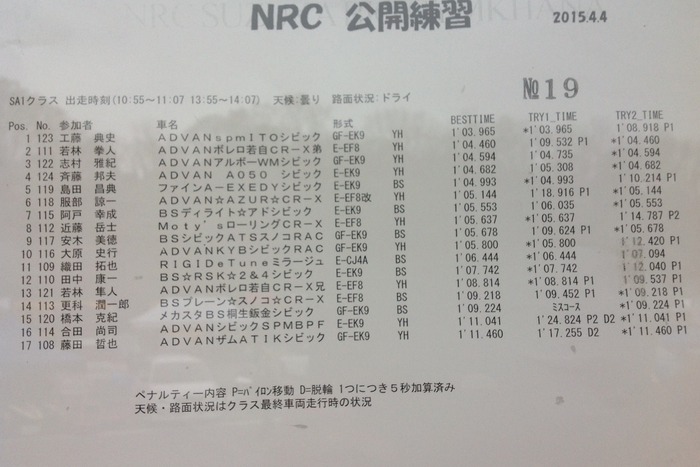 NRC 公開練習 2015.4.4
№19
SA1クラス 出走時刻(10:55～11:07 13:55～14:07) 天候:曇り 路面状況:ドライ
Pos. No. 参加者 車名 形式 BESTTIME TRY1_TIME TRY2_TIME
1 123 工藤 典史 ADVANspmITOシビック GF-EK9 YH 1'03.965 *1'03.965 1'08.918 P1
2 111 若林 拳人 ADVANボレロ若自CR-X弟 E-EF8 YH 1'04.460 1'09.532 P1 *1'04.460
3 122 志村 雅紀 ADVANアルボーWMシビック GF-EK9 YH 1'04.594 1'04.735 *1'04.594
4 124 斉藤 邦夫 ADVAN A050 シビック E-EK9 YH 1'04.682 1'05.308 *1'04.682
5 119 島田 昌典 ファインA-EXEDYシビック E-EK9 BS 1'04.993 *1'04.993 1'10.214 P1
6 118 服部 諒一 ADVAN☆AZUR☆CR-X E-EF8改 YH 1'05.144 1'18.916 P1 *1'05.144
7 115 阿戸 幸成 BSディライト☆アドシビック E-EK9 BS 1'05.553 1'06.035 *1'05.553
8 112 近藤 岳士 Moty'sローリングCR-X E-EF8 YH 1'05.637 *1'05.637 1'14.787 P2
9 117 安木 美徳 BSシビックATSスノコRAC GF-EK9 BS 1'05.678 1'09.624 P1 *1'05.678
10 116 大原 史行 ADVANKYBシビックRAC GF-EK9 YH 1'05.800 *1'05.800 1'12.420 P1
11 109 織田 拓也 RIGIDeTuneミラージュ E-CJ4A BS 1'06.444 *1'06.444 1'07.094
12 110 田中 康一 BS☆RSK☆2&4シビック E-EK9 BS 1'07.742 *1'07.742 1'12.040 P1
13 121 若林 隼人 ADVANボレロ若自CR-X兄 E-EF8 YH 1'08.814 *1'08.814 P1 1'09.537 P1
14 113 更科 潤一郎 BSブレーン☆スノコ☆CR-X E-EF8 BS 1'09.218 1'09.452 P1 *1'09.218 P1
15 120 橋本 克紀 メカスタBS桐生鈑金シビック GF-EK9 BS 1'09.224 ミスコース *1'09.224 P1
16 114 合田 尚司 ADVANシビックSPMBPF E-EK9 YH 1'11.041 1'24.824 P2 D2 *1'11.041 P1
17 108 藤田 哲也 ADVANザムATIKシビック GF-EK9 YH 1'11.460 1'17.255 D2 *1'11.460 P1
ペナルティー内容 P=パイロン移動 D=脱輪 1つにつき5秒加算済み
天候・路面状況はクラス最終車両走行時の状況